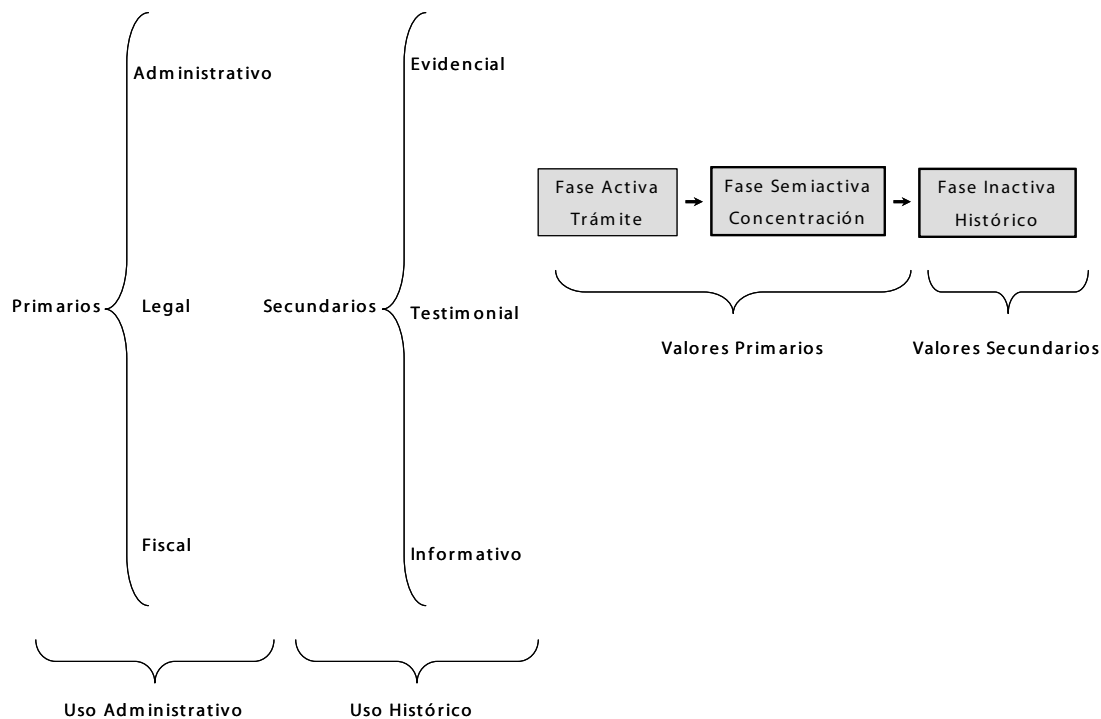 Administrativo
Primarios
Legal
Fiscal
Uso Administrativo
Evidencial
Secundarios
Testimonial
Informativo
Uso Histórico
Fase Activa
Trámite
Fase Semiactiva
Concentración
Fase Inactiva
Histórico
Valores Primarios
Valores Secundarios